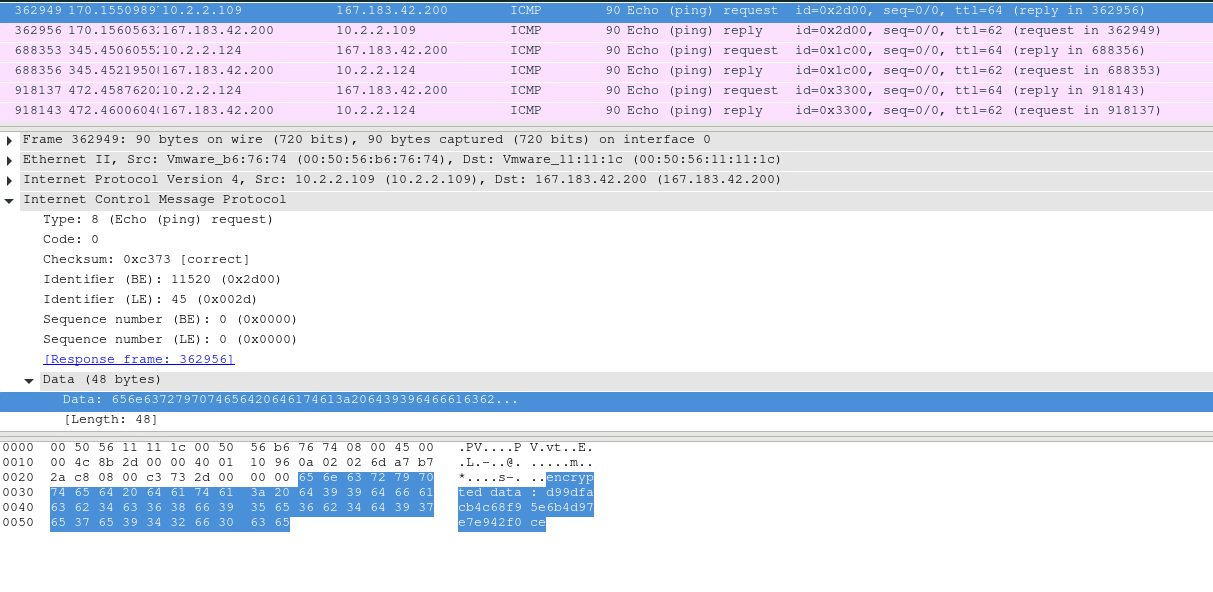 362949 170.1550989 10.2.2.109 167.183.42.200 ICMP 90 Echo (ping) request id=0x2d00, seq=0/0, ttl=64 (reply in 362956)
362956 170.1560563 167.183.42.200 10.2.2.109 ICMP 90 Echo (ping) reply id=0x2d00, seq=0/0, ttl=62 (request in 362949)
688353 345.4506055 10.2.2.124 167.183.42.200 ICMP 90 Echo (ping) request id=0x1c00, seq=0/0, ttl=64 (reply in 688356)
688356 345.4521950 167.183.42.200 10.2.2.124 ICMP 90 Echo (ping) reply id=0x1c00, seq=0/0, ttl=62 (request in 688353)
918137 472.4587620 10.2.2.124 167.183.42.200 ICMP 90 Echo (ping) request id=0x3300, seq=0/0, ttl=64 (reply in 918143)
918143 472.4600604 167.183.42.200 10.2.2.124 ICMP 90 Echo (ping) reply id=0x3300, seq=0/0, ttl=62 (request in 918137)
Frame 362949: 90 bytes on wire (720 bits), 90 bytes captured (720 bits) on interface 0
Ethernet II, Src: Vmware_b6:76:74 (00:50:56:b6:76:74), Dst: Vmware_11:11:1c (00:50:56:11:11:1c)
Internet Protocol Version 4, Src: 10.2.2.109 (10.2.2.109), Dst: 167.183.42.200 (167.183.42.200)
Internet Control Message Protocol
Type: 8 (Echo (ping) request)
Code: 0
Checksum: 0xc373 [correct]
Identifier (BE): 11520 (0x2d00)
Identifier (LE): 45 (0x002d)
Sequence number (BE): 0 (0x0000)
Sequence number (LE): 0 (0x0000)
[Response frame: 362956]
Data (48 bytes)
Data: 656e6372797074656420646174613a206439396466616362...
[Length: 48]
0000 00 50 56 11 11 1c 00 50 56 b6 76 74 08 00 45 00 .PV....P V.vt..E.
0010 00 4c 8b 2d 00 00 40 01 10 96 0a 02 02 6d a7 b7 .L.-..@. .....m..
0020 2a c8 08 00 c3 73 2d 00 00 00 65 6e 63 72 79 70 *....s-. ..encryp
0030 74 65 64 20 64 61 74 61 3a 20 64 39 39 64 66 61 ted data : d99dfa
0040 63 62 34 63 36 38 66 39 35 65 36 62 34 64 39 37 cb4c68f9 5e6b4d97
0050 65 37 65 39 34 32 66 30 63 65 e7e942f0 ce